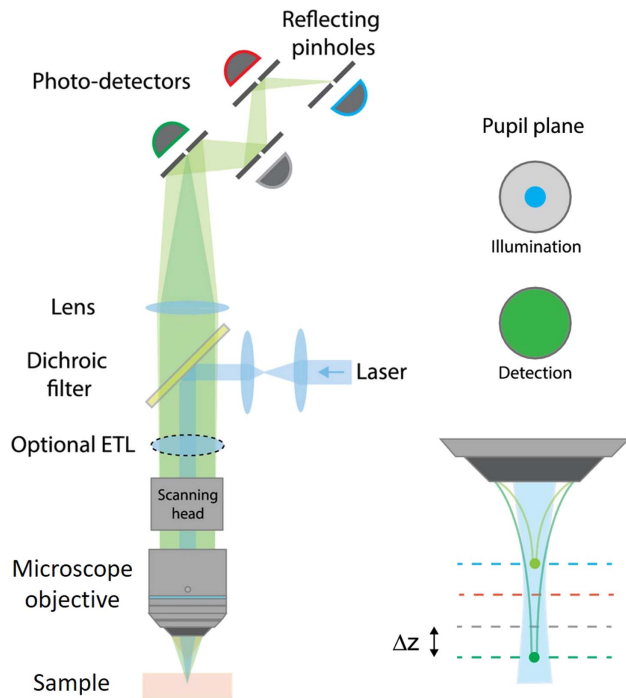 Reflecting
pinholes
Photo-detectors
Pupil plane
Illumination
Lens
Dichroic
filter
Laser
Detection
Optional ETL
Scanning
head
Microscope
objective
Δz
Sample